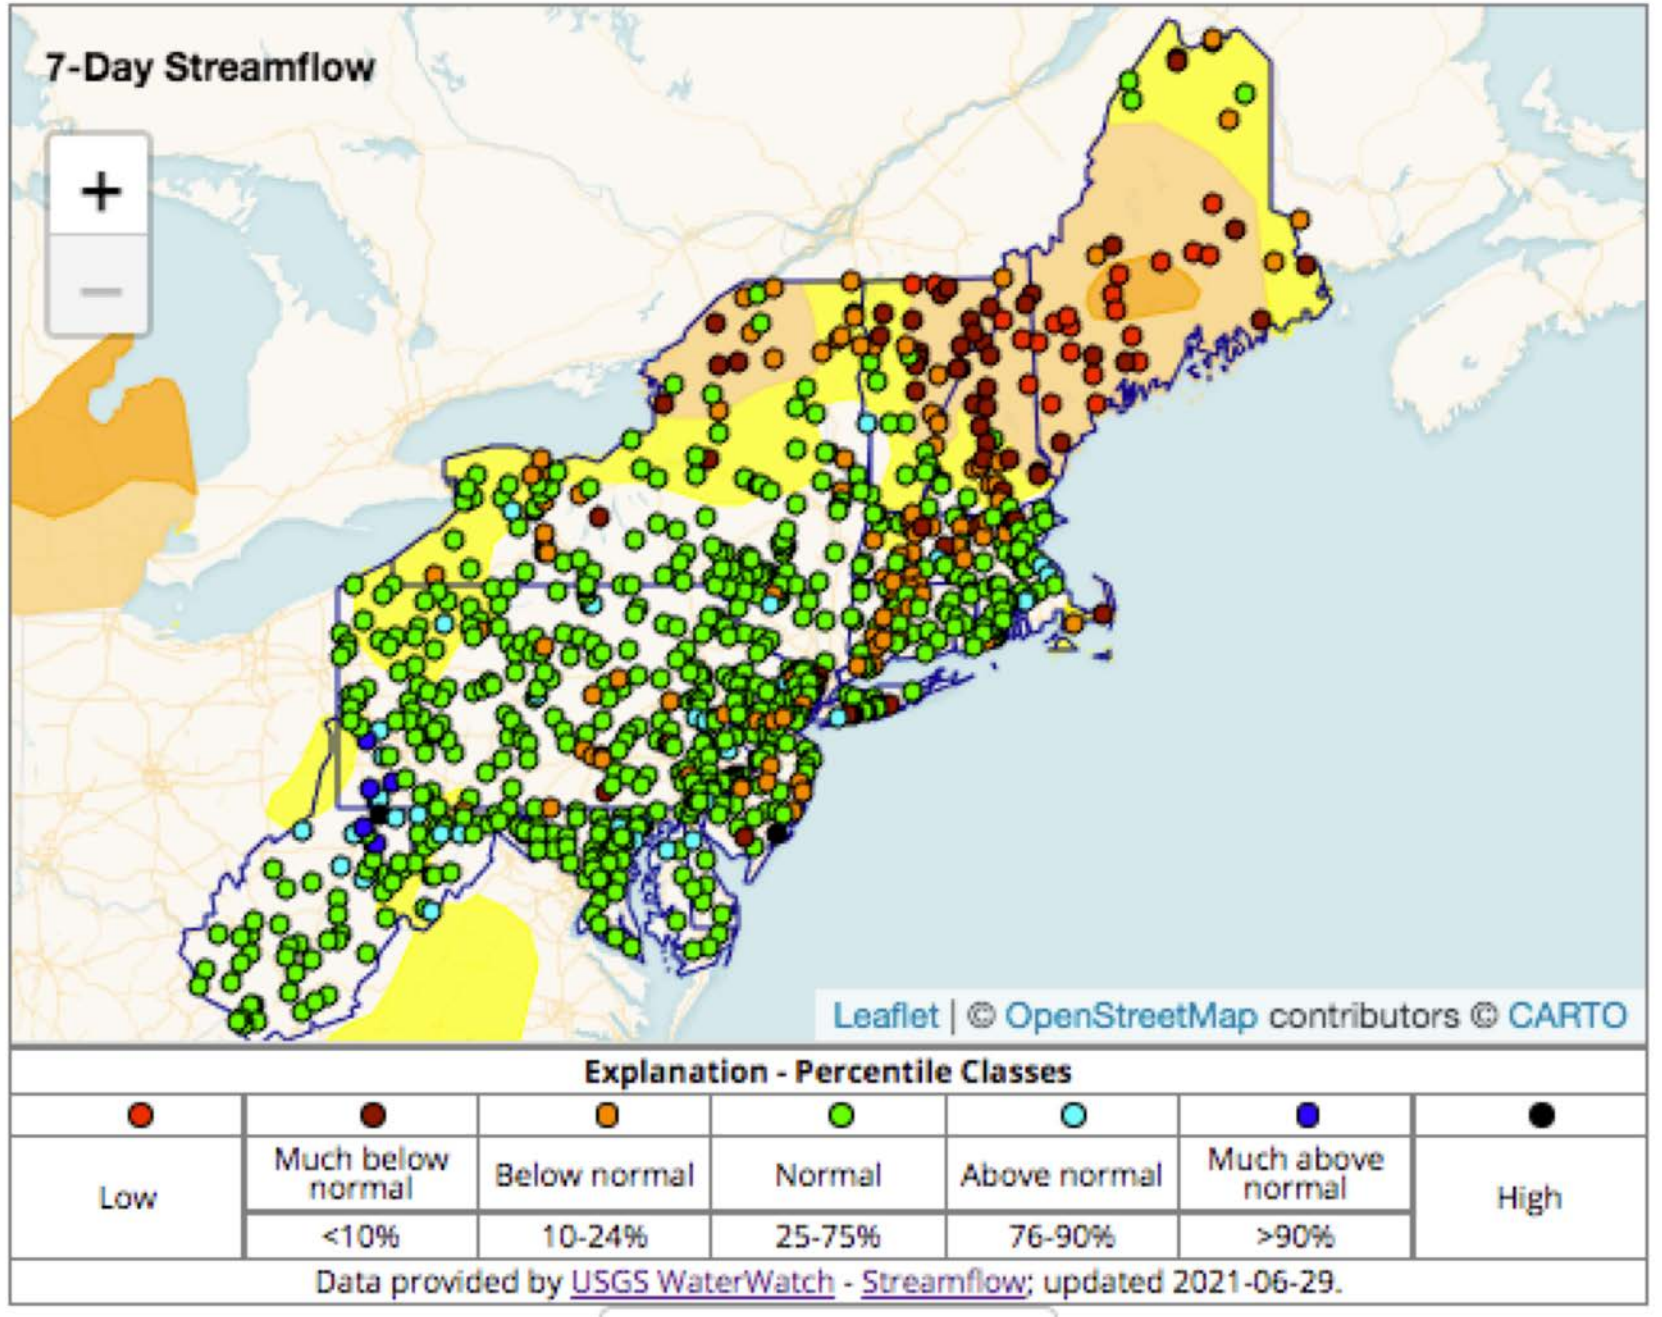 7-Day Streamflow
+
−
Leaflet | © OpenStreetMap contributors © CARTO
Explanation - Percentile Classes
Low
Much below normal
Below normal
Normal
Above normal
Much above normal
High
<10%
10-24%
25-75%
76-90%
>90%
Data provided by USGS WaterWatch - Streamflow; updated 2021-06-29.